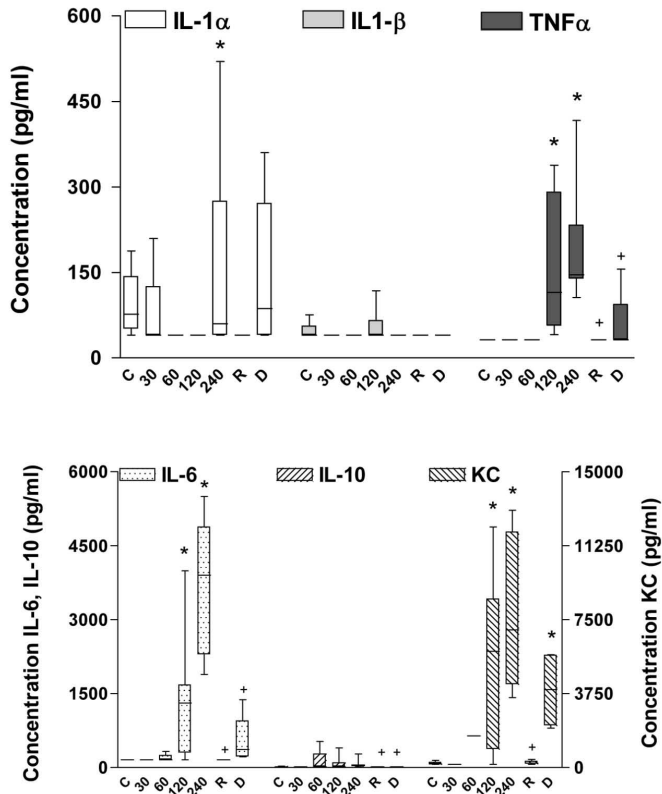 IL-1α IL1-β TNFα
Concentration (pg/ml)
600
450
300
150
0
* * * + +
C 30 60 120 240 R D C 30 60 120 240 R D C 30 60 120 240 R D
IL-6 IL-10 KC
Concentration IL-6, IL-10 (pg/ml)
6000
4500
3000
1500
0
* * + + + + * * + *
15000
11250
7500
3750
0
Concentration KC (pg/ml)
C 30 60 120 240 R D C 30 60 120 240 R D C 30 60 120 240 R D